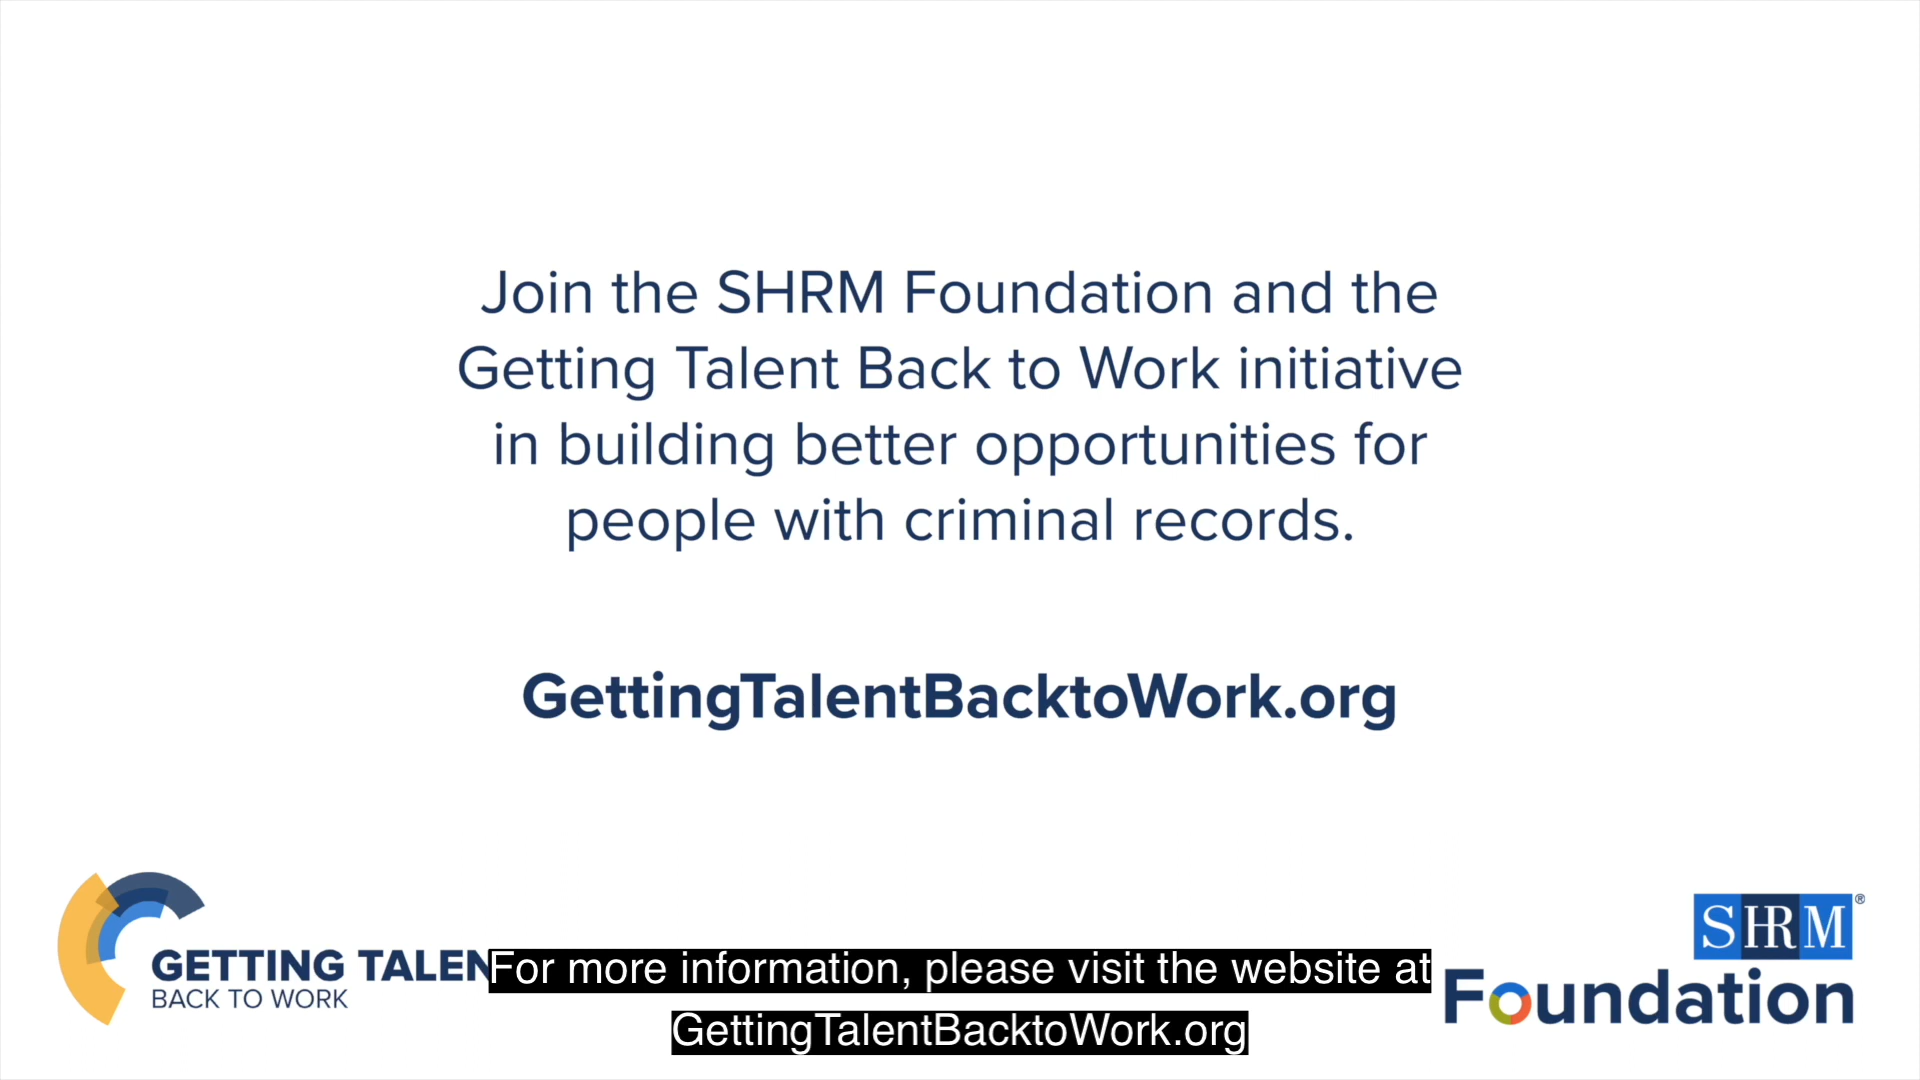 Join the SHRM Foundation and the
Getting Talent Back to Work initiative
in building better opportunities for
people with criminal records.
GettingTalentBacktoWork.org
GETTING TALEN
BACK TO WORK
For more information, please visit the website at
GettingTalentBacktoWork.org
SHRM®
Foundation